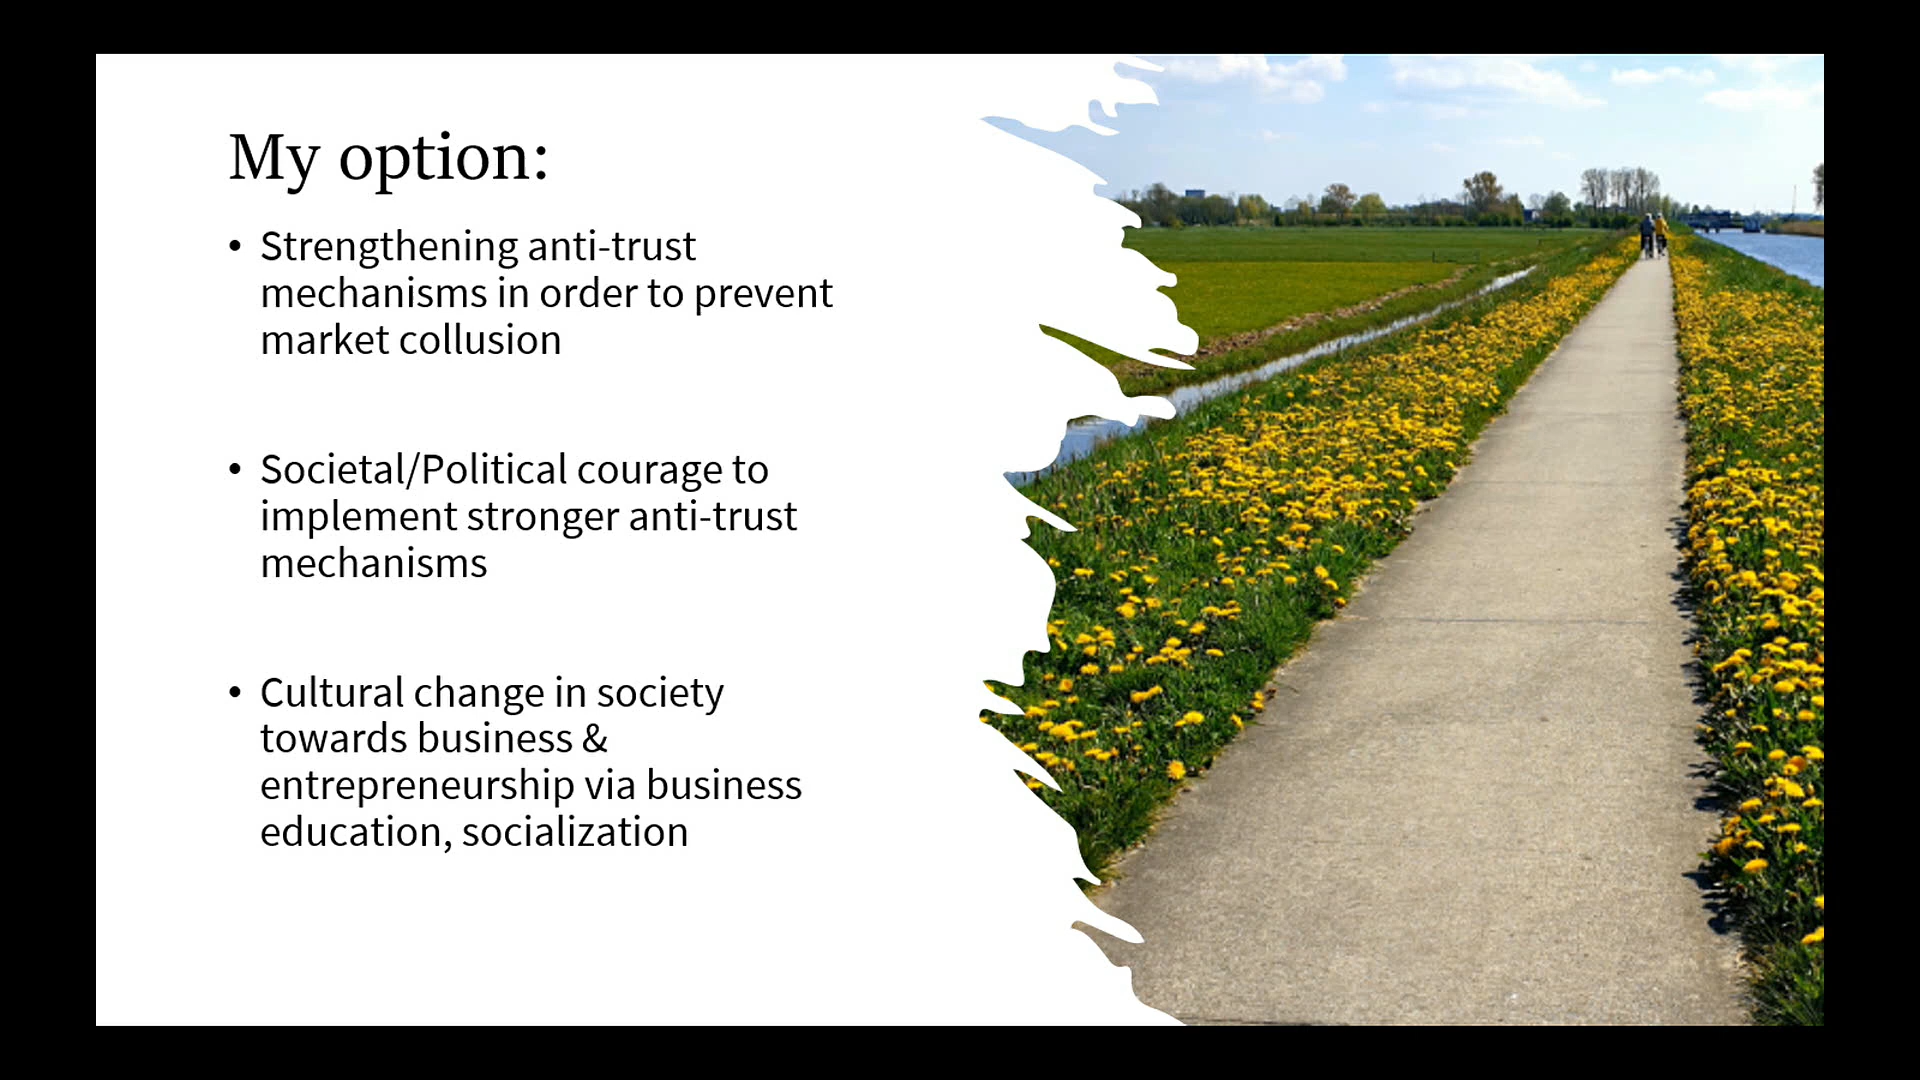 My option:
• Strengthening anti-trust
mechanisms in order to prevent
market collusion
• Societal/Political courage to
implement stronger anti-trust
mechanisms
• Cultural change in society
towards business &
entrepreneurship via business
education, socialization